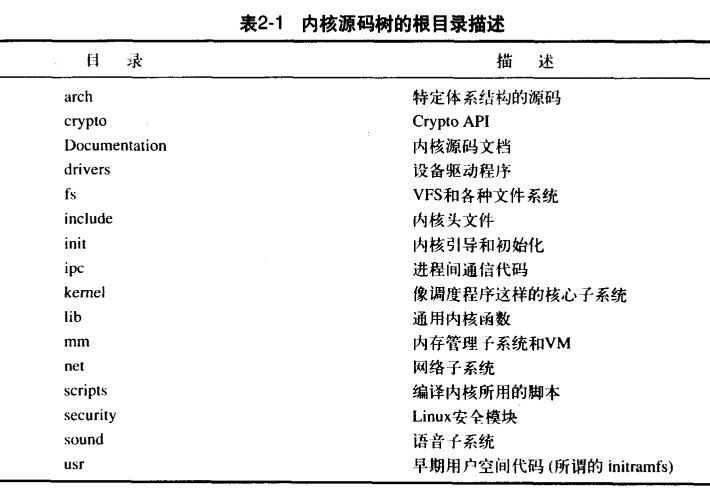 表2-1 内核源码树的根目录描述
目 录 描 述
arch 特定体系结构的源码
crypto Crypto API
Documentation 内核源码文档
drivers 设备驱动程序
fs VFS和各种文件系统
include 内核头文件
init 内核引导和初始化
ipc 进程间通信代码
kernel 像调度程序这样的核心子系统
lib 通用内核函数
mm 内存管理子系统和VM
net 网络子系统
scripts 编译内核所用的脚本
security Linux安全模块
sound 语音子系统
usr 早期用户空间代码 (所谓的 initramfs)